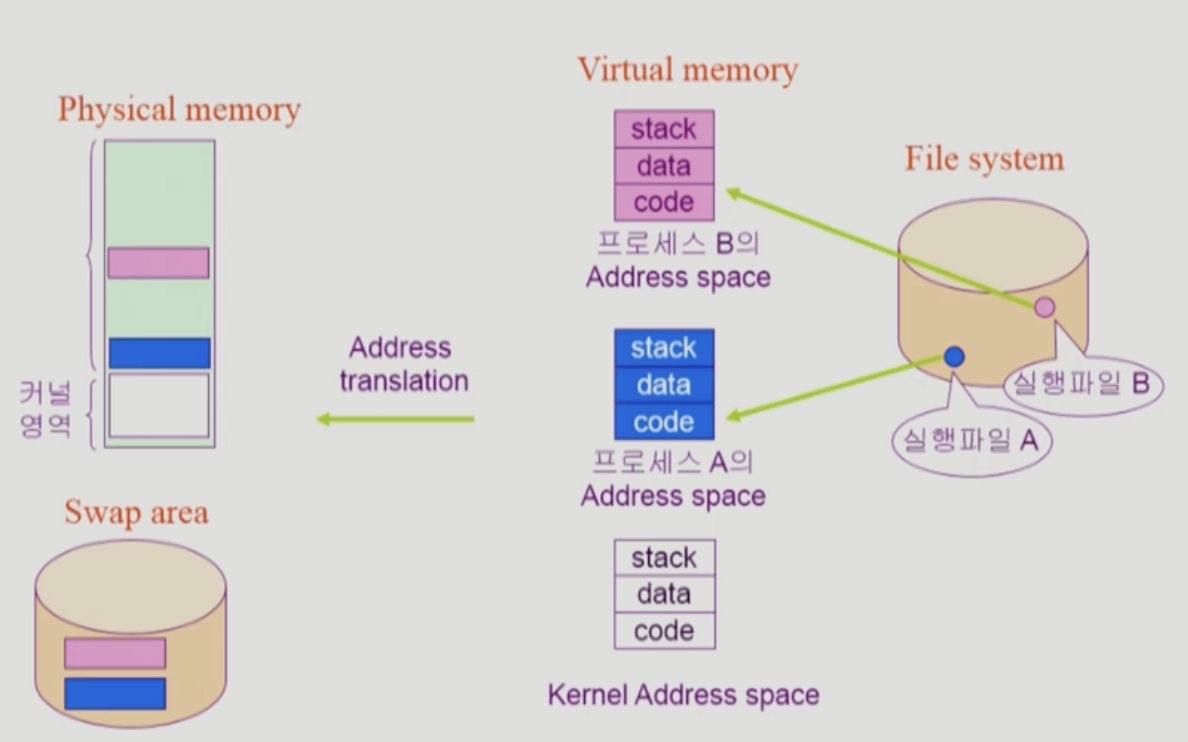 Physical memory
커널
영역
Swap area
Address
translation
Virtual memory
stack
data
code
프로세스 B의
Address space
stack
data
code
프로세스 A의
Address space
stack
data
code
Kernel Address space
File system
실행파일 B
실행파일 A